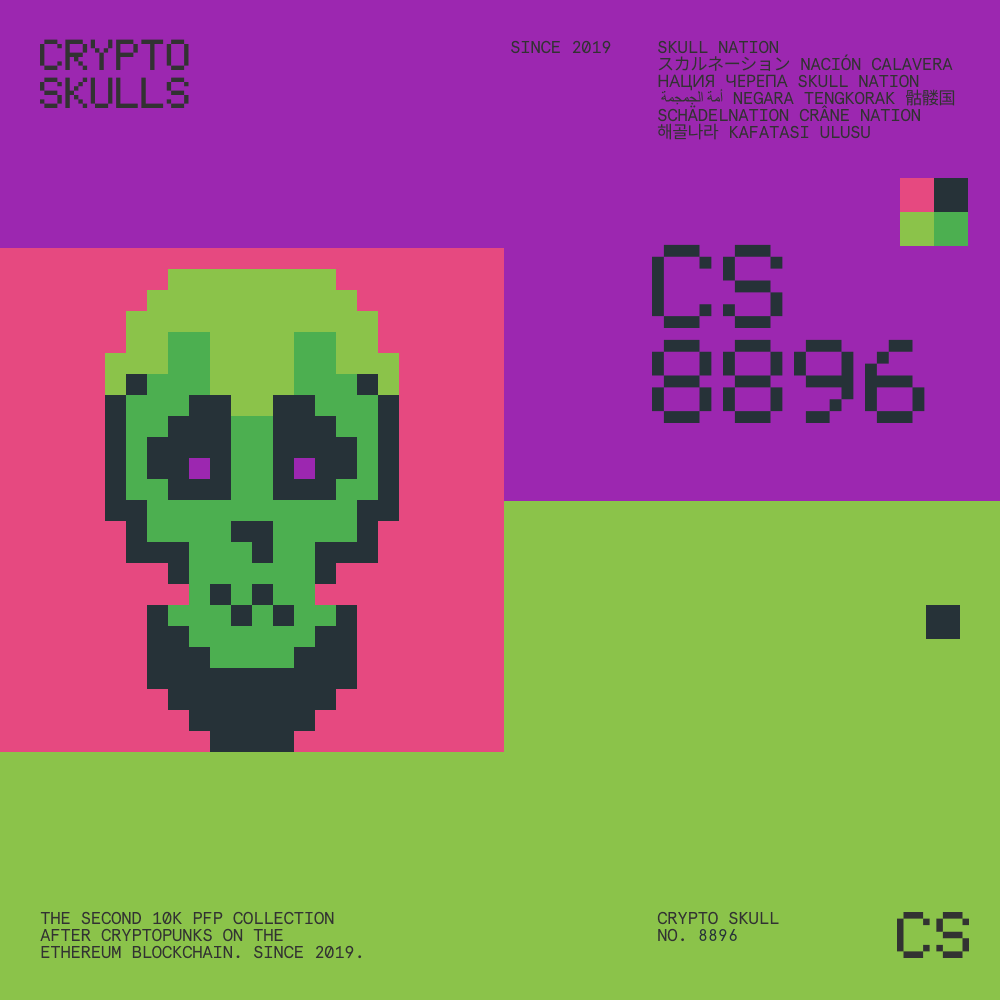 CRYPTO
SKULLS
SINCE 2019
SKULL NATION
スカルネーション NACIÓN CALAVERA
НАЦИЯ ЧЕРЕПА SKULL NATION
أمة الجمجمة NEGARA TENGKORAK 骷髅国
SCHÄDELNATION CRÂNE NATION
해골나라 KAFATASI ULUSU
CS
8896
THE SECOND 10K PFP COLLECTION
AFTER CRYPTOPUNKS ON THE
ETHEREUM BLOCKCHAIN. SINCE 2019.
CRYPTO SKULL
NO. 8896
CS